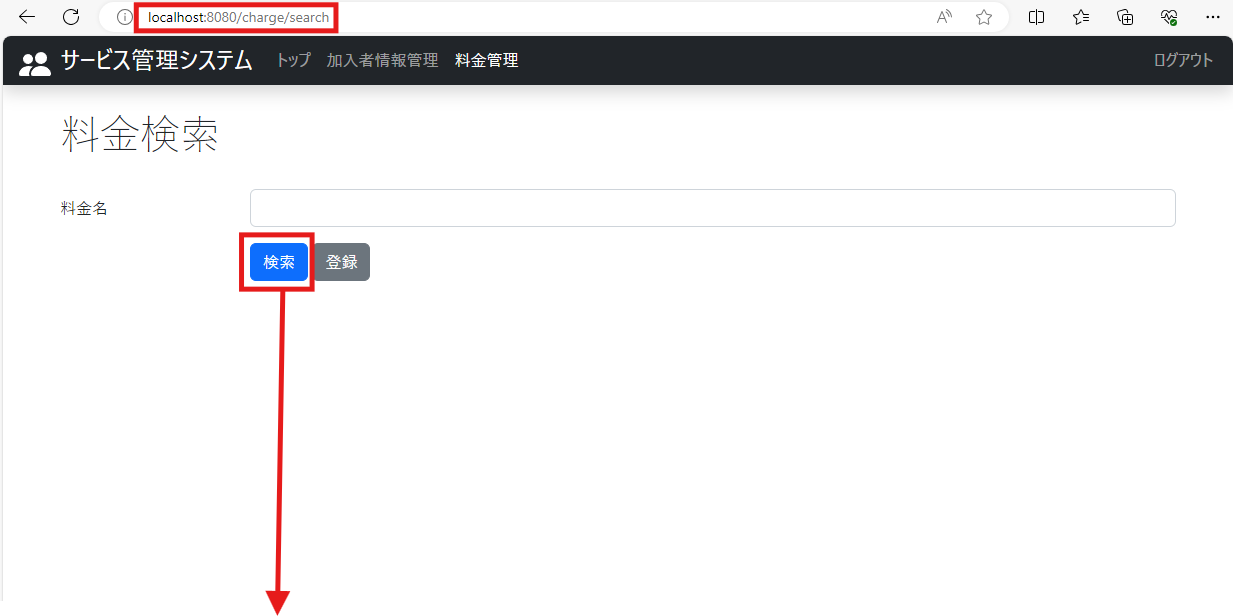 localhost:8080/charge/search
サービス管理システム トップ 加入者情報管理 料金管理 ログアウト
料金検索
料金名
検索 登録